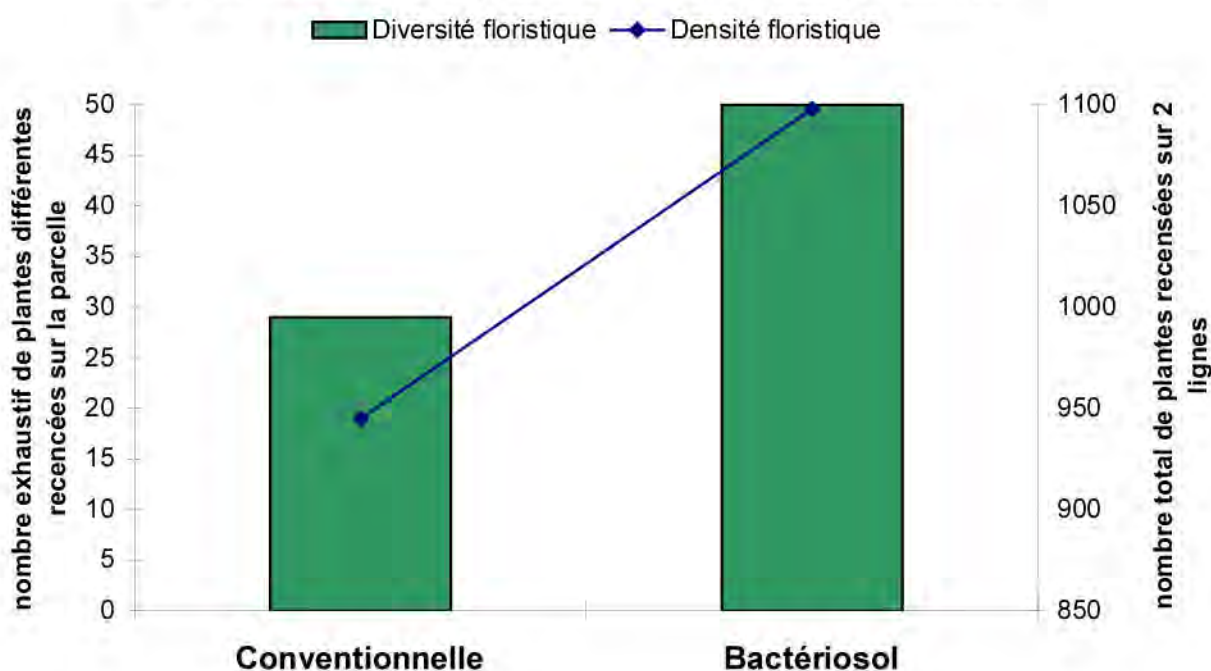 Diversité floristique Densité floristique
nombre exhaustif de plantes différentes
recencées sur la parcelle
50
45
40
35
30
25
20
15
10
5
0
1100
1050
1000
950
900
850
nombre total de plantes recensées sur 2
lignes
Conventionnelle Bactériosol